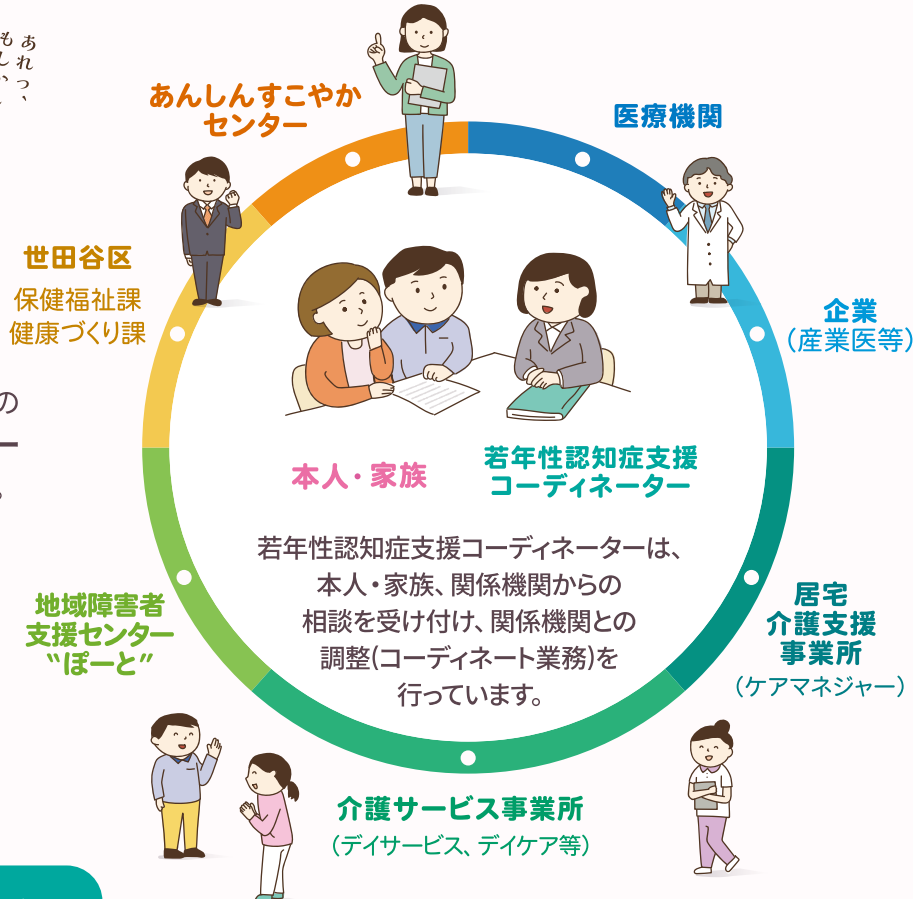 あれっ、
もしか
あんしんすこやか
センター
医療機関
世田谷区
保健福祉課
健康づくり課
企業
（産業医等）
の
。
本人・家族
若年性認知症支援
コーディネーター
若年性認知症支援コーディネーターは、
本人・家族、関係機関からの
相談を受け付け、関係機関との
調整(コーディネート業務)を
行っています。
地域障害者
支援センター
“ぽーと”
居宅
介護支援
事業所
（ケアマネジャー）
介護サービス事業所
（デイサービス、デイケア等）